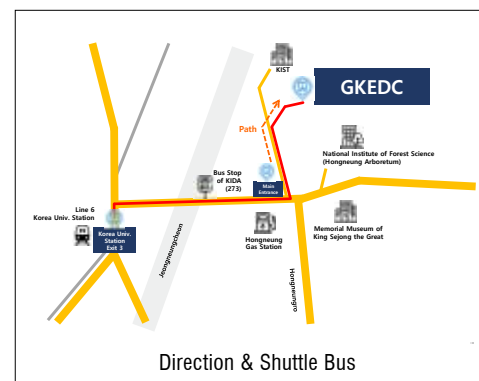 KIST
GKEDC
Path
National Institute of Forest Science
(Hongneung Arboretum)
Bus Stop
of KIDA
(273)
Main
Entrance
Line 6
Korea Univ. Station
Korea Univ.
Station
Exit 3
Jeongneungcheon
Hongneung
Gas Station
Memorial Museum of
King Sejong the Great
Hongneungro
Direction & Shuttle Bus